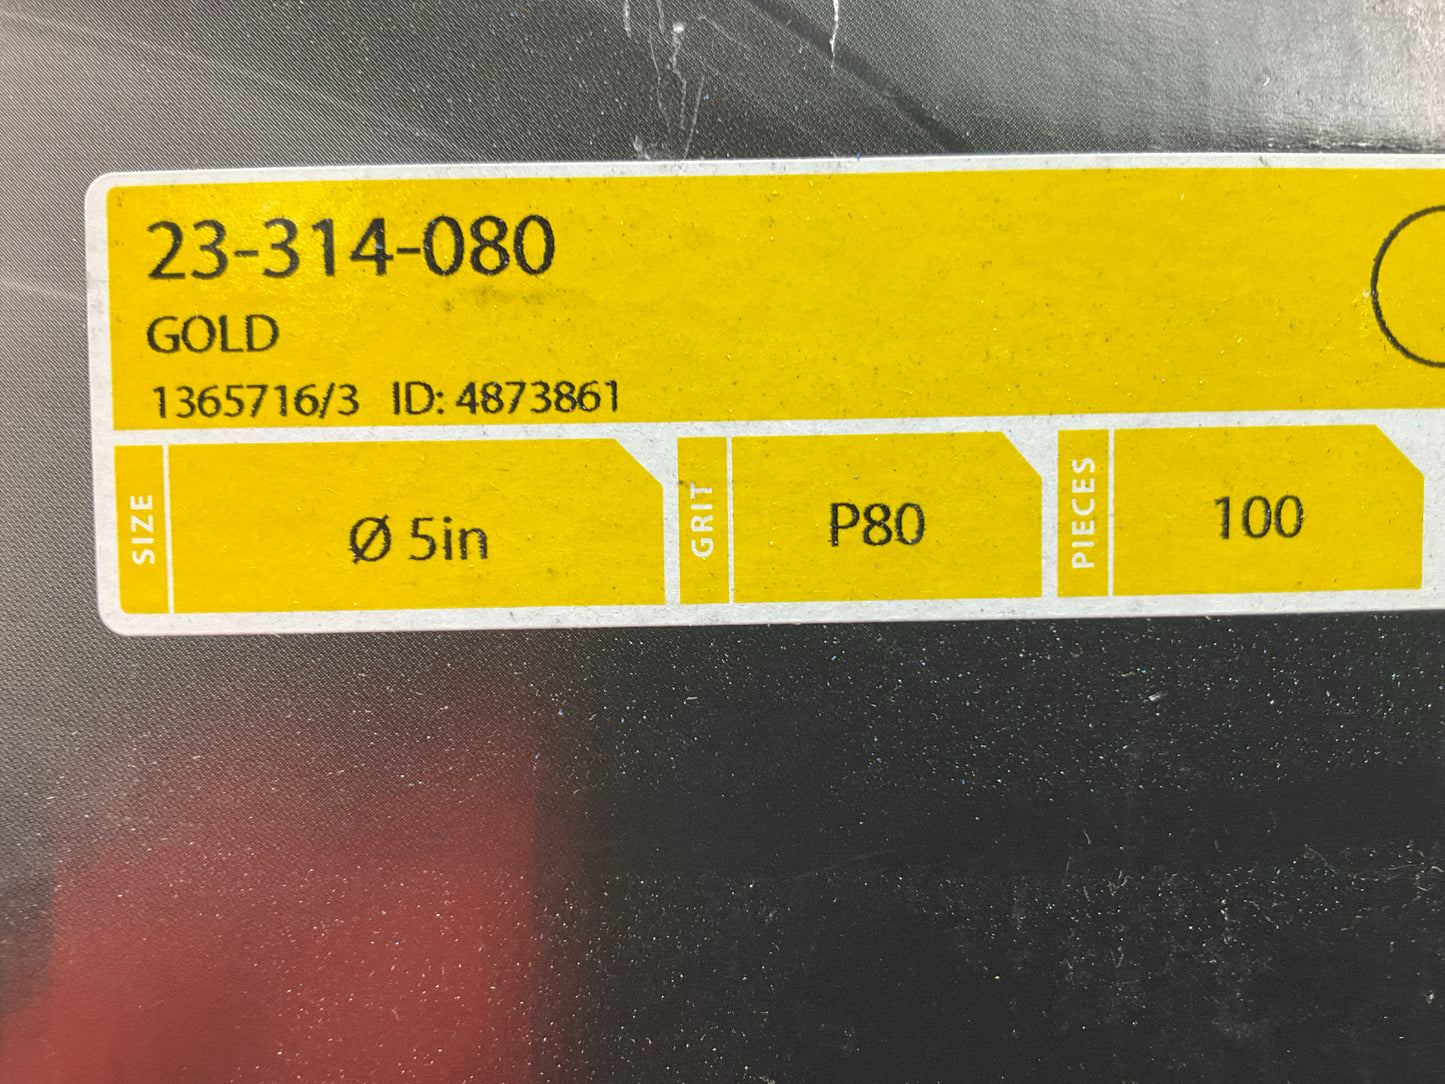 23-314-080
GOLD
1365716/3 ID: 4873861
SIZE
Ø 5in
GRIT
P80
PIECES
100